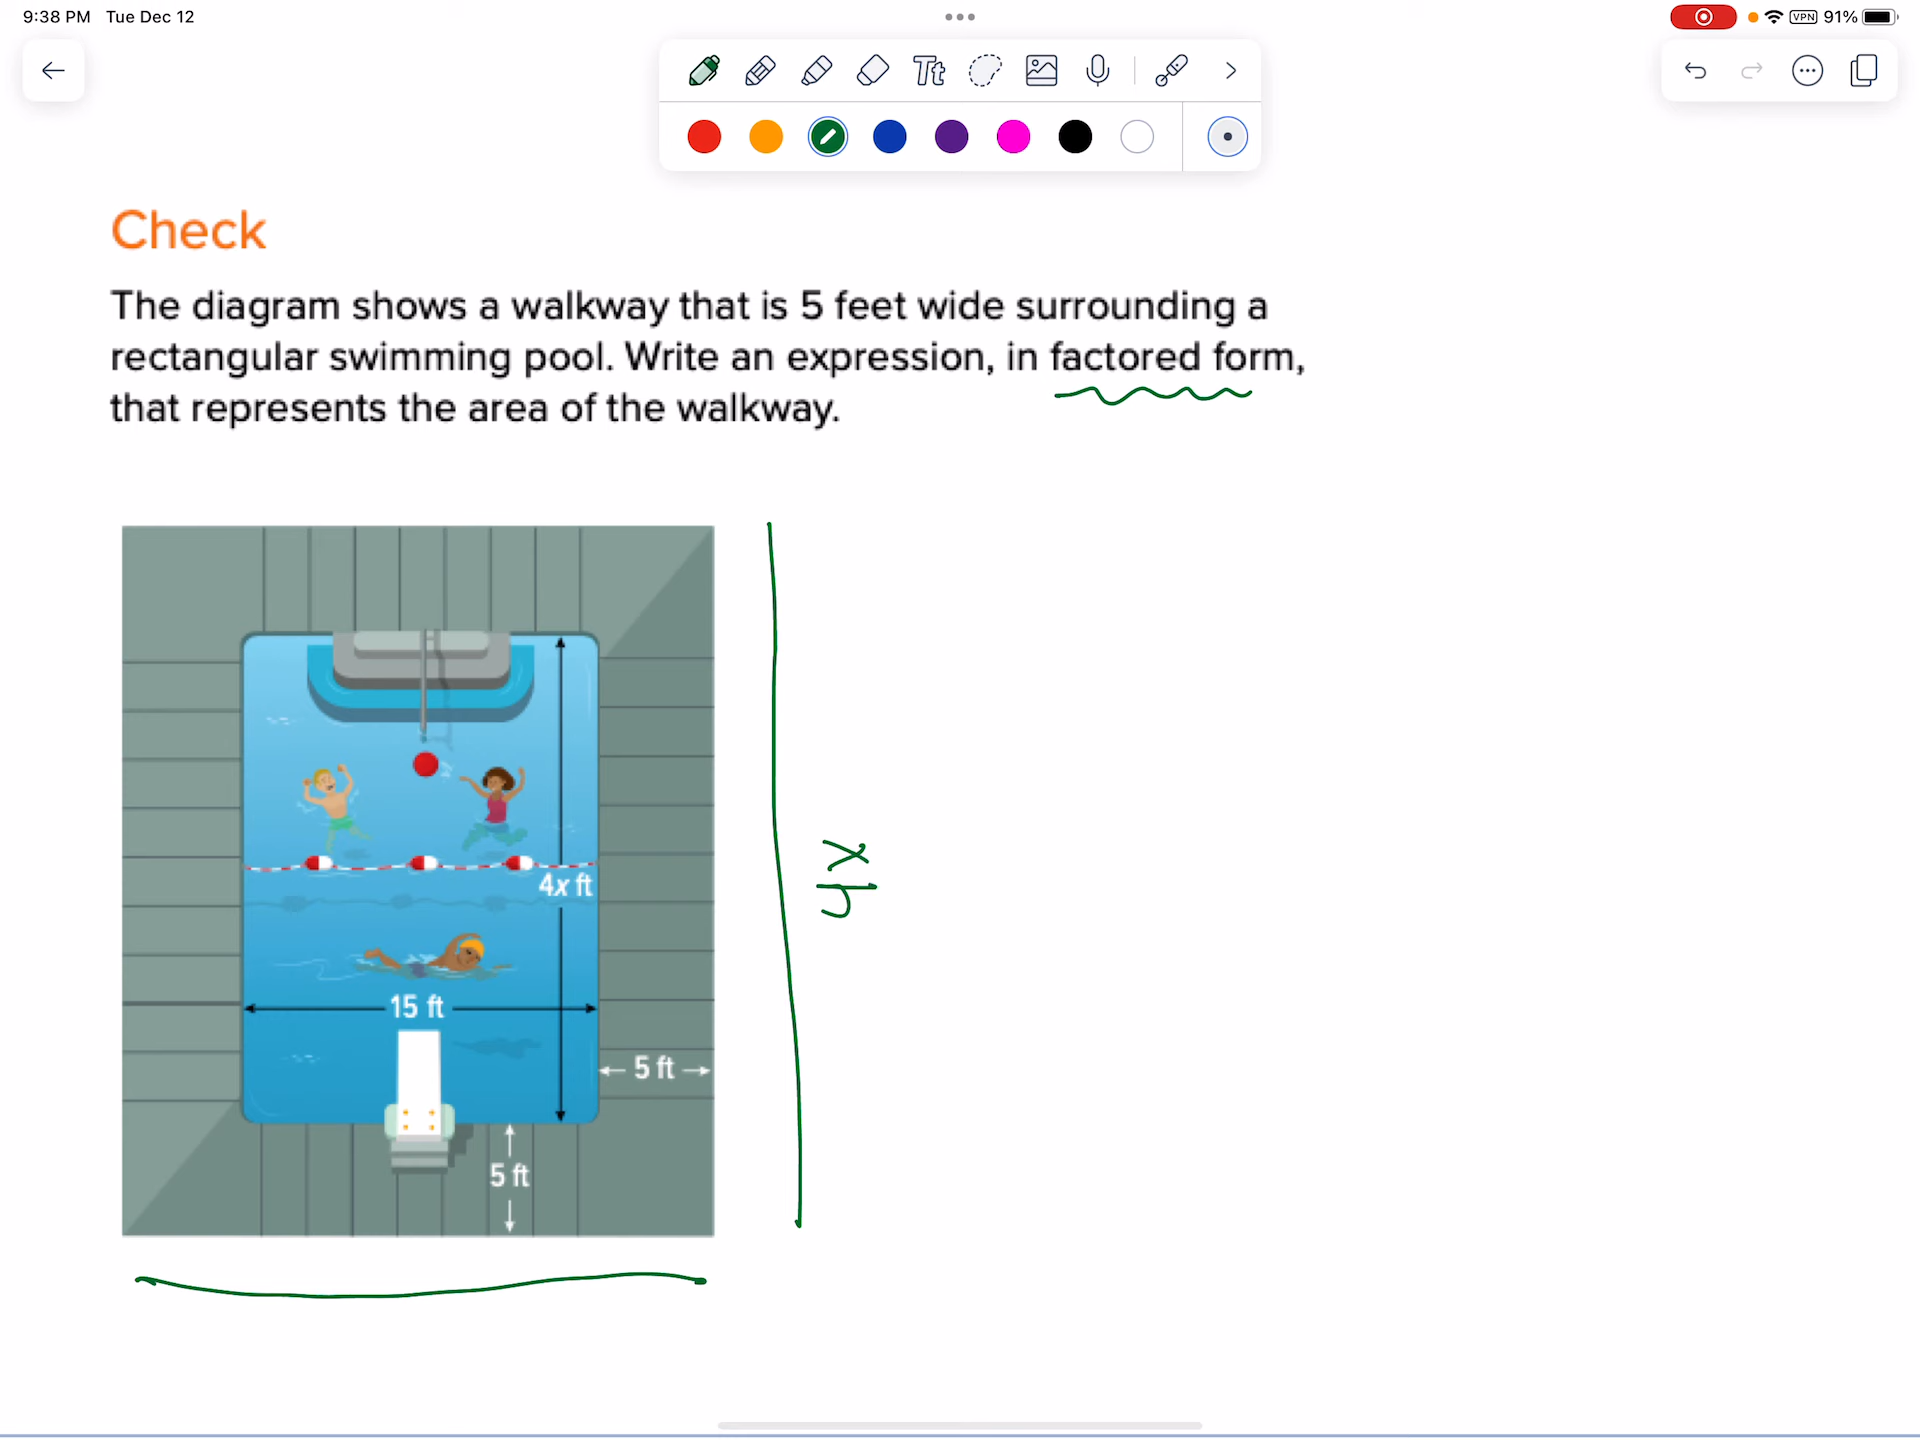 9:38 PM Tue Dec 12
VPN 91%
Tt
Check
The diagram shows a walkway that is 5 feet wide surrounding a
rectangular swimming pool. Write an expression, in factored form,
that represents the area of the walkway.
4x ft
4x
15 ft
5 ft
5 ft